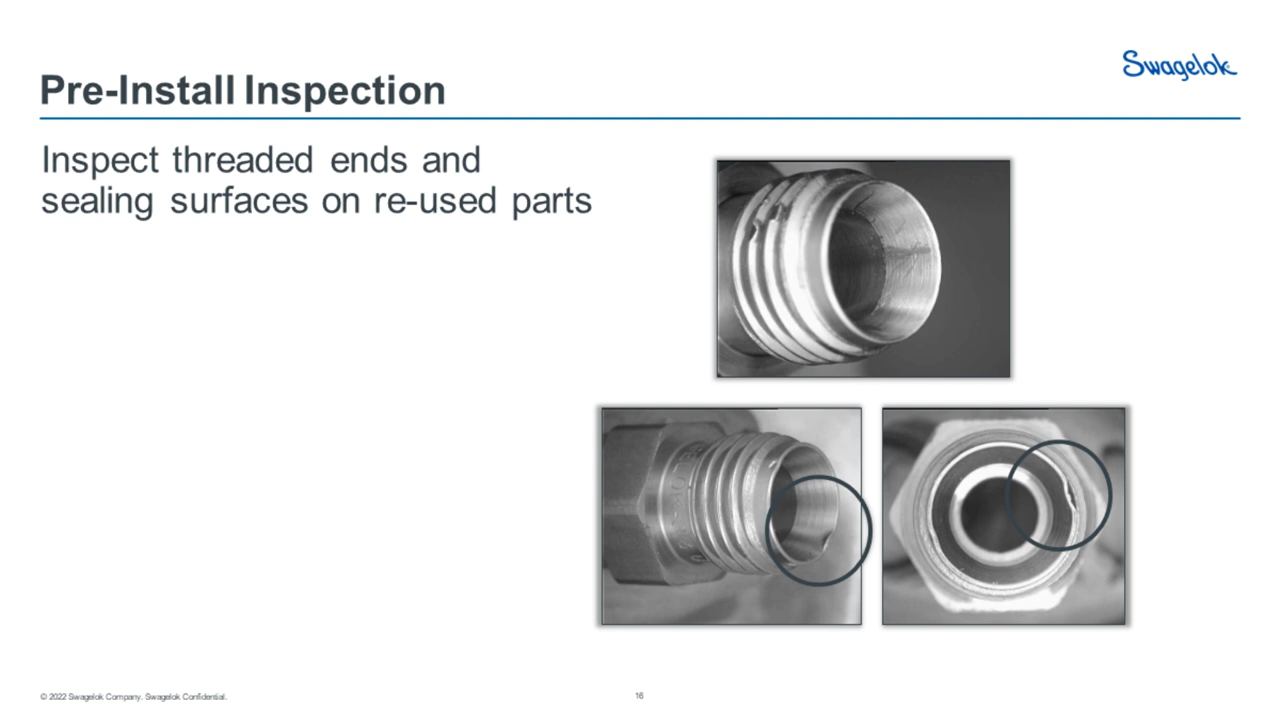 Swagelok
Pre-Install Inspection
Inspect threaded ends and
sealing surfaces on re-used parts
© 2022 Swagelok Company. Swagelok Confidential.
16